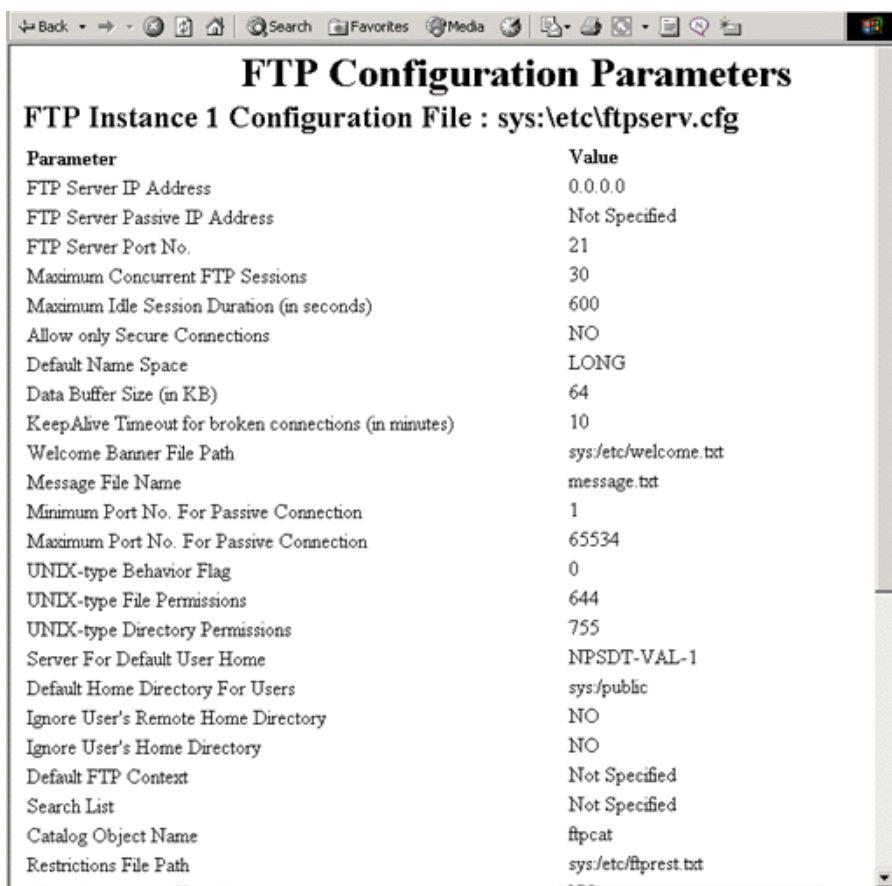 Back Search Favorites Media
FTP Configuration Parameters
FTP Instance 1 Configuration File : sys:\etc\ftpserv.cfg
Parameter Value
FTP Server IP Address 0.0.0.0
FTP Server Passive IP Address Not Specified
FTP Server Port No. 21
Maximum Concurrent FTP Sessions 30
Maximum Idle Session Duration (in seconds) 600
Allow only Secure Connections NO
Default Name Space LONG
Data Buffer Size (in KB) 64
KeepAlive Timeout for broken connections (in minutes) 10
Welcome Banner File Path sys:/etc/welcome.txt
Message File Name message.txt
Minimum Port No. For Passive Connection 1
Maximum Port No. For Passive Connection 65534
UNIX-type Behavior Flag 0
UNIX-type File Permissions 644
UNIX-type Directory Permissions 755
Server For Default User Home NPSDT-VAL-1
Default Home Directory For Users sys:/public
Ignore User's Remote Home Directory NO
Ignore User's Home Directory NO
Default FTP Context Not Specified
Search List Not Specified
Catalog Object Name ftpcat
Restrictions File Path sys:/etc/ftprest.txt